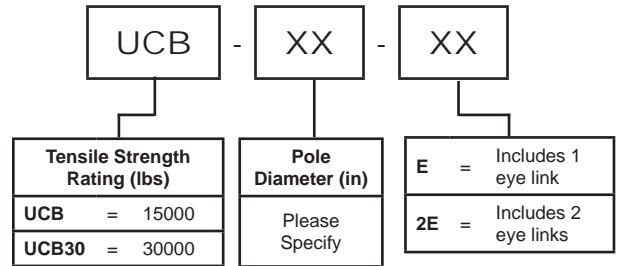 UCB - XX - XX
Tensile Strength
Rating (lbs)
UCB = 15000
UCB30 = 30000
Pole
Diameter (in)
Please
Specify
E = Includes 1
eye link
2E = Includes 2
eye links